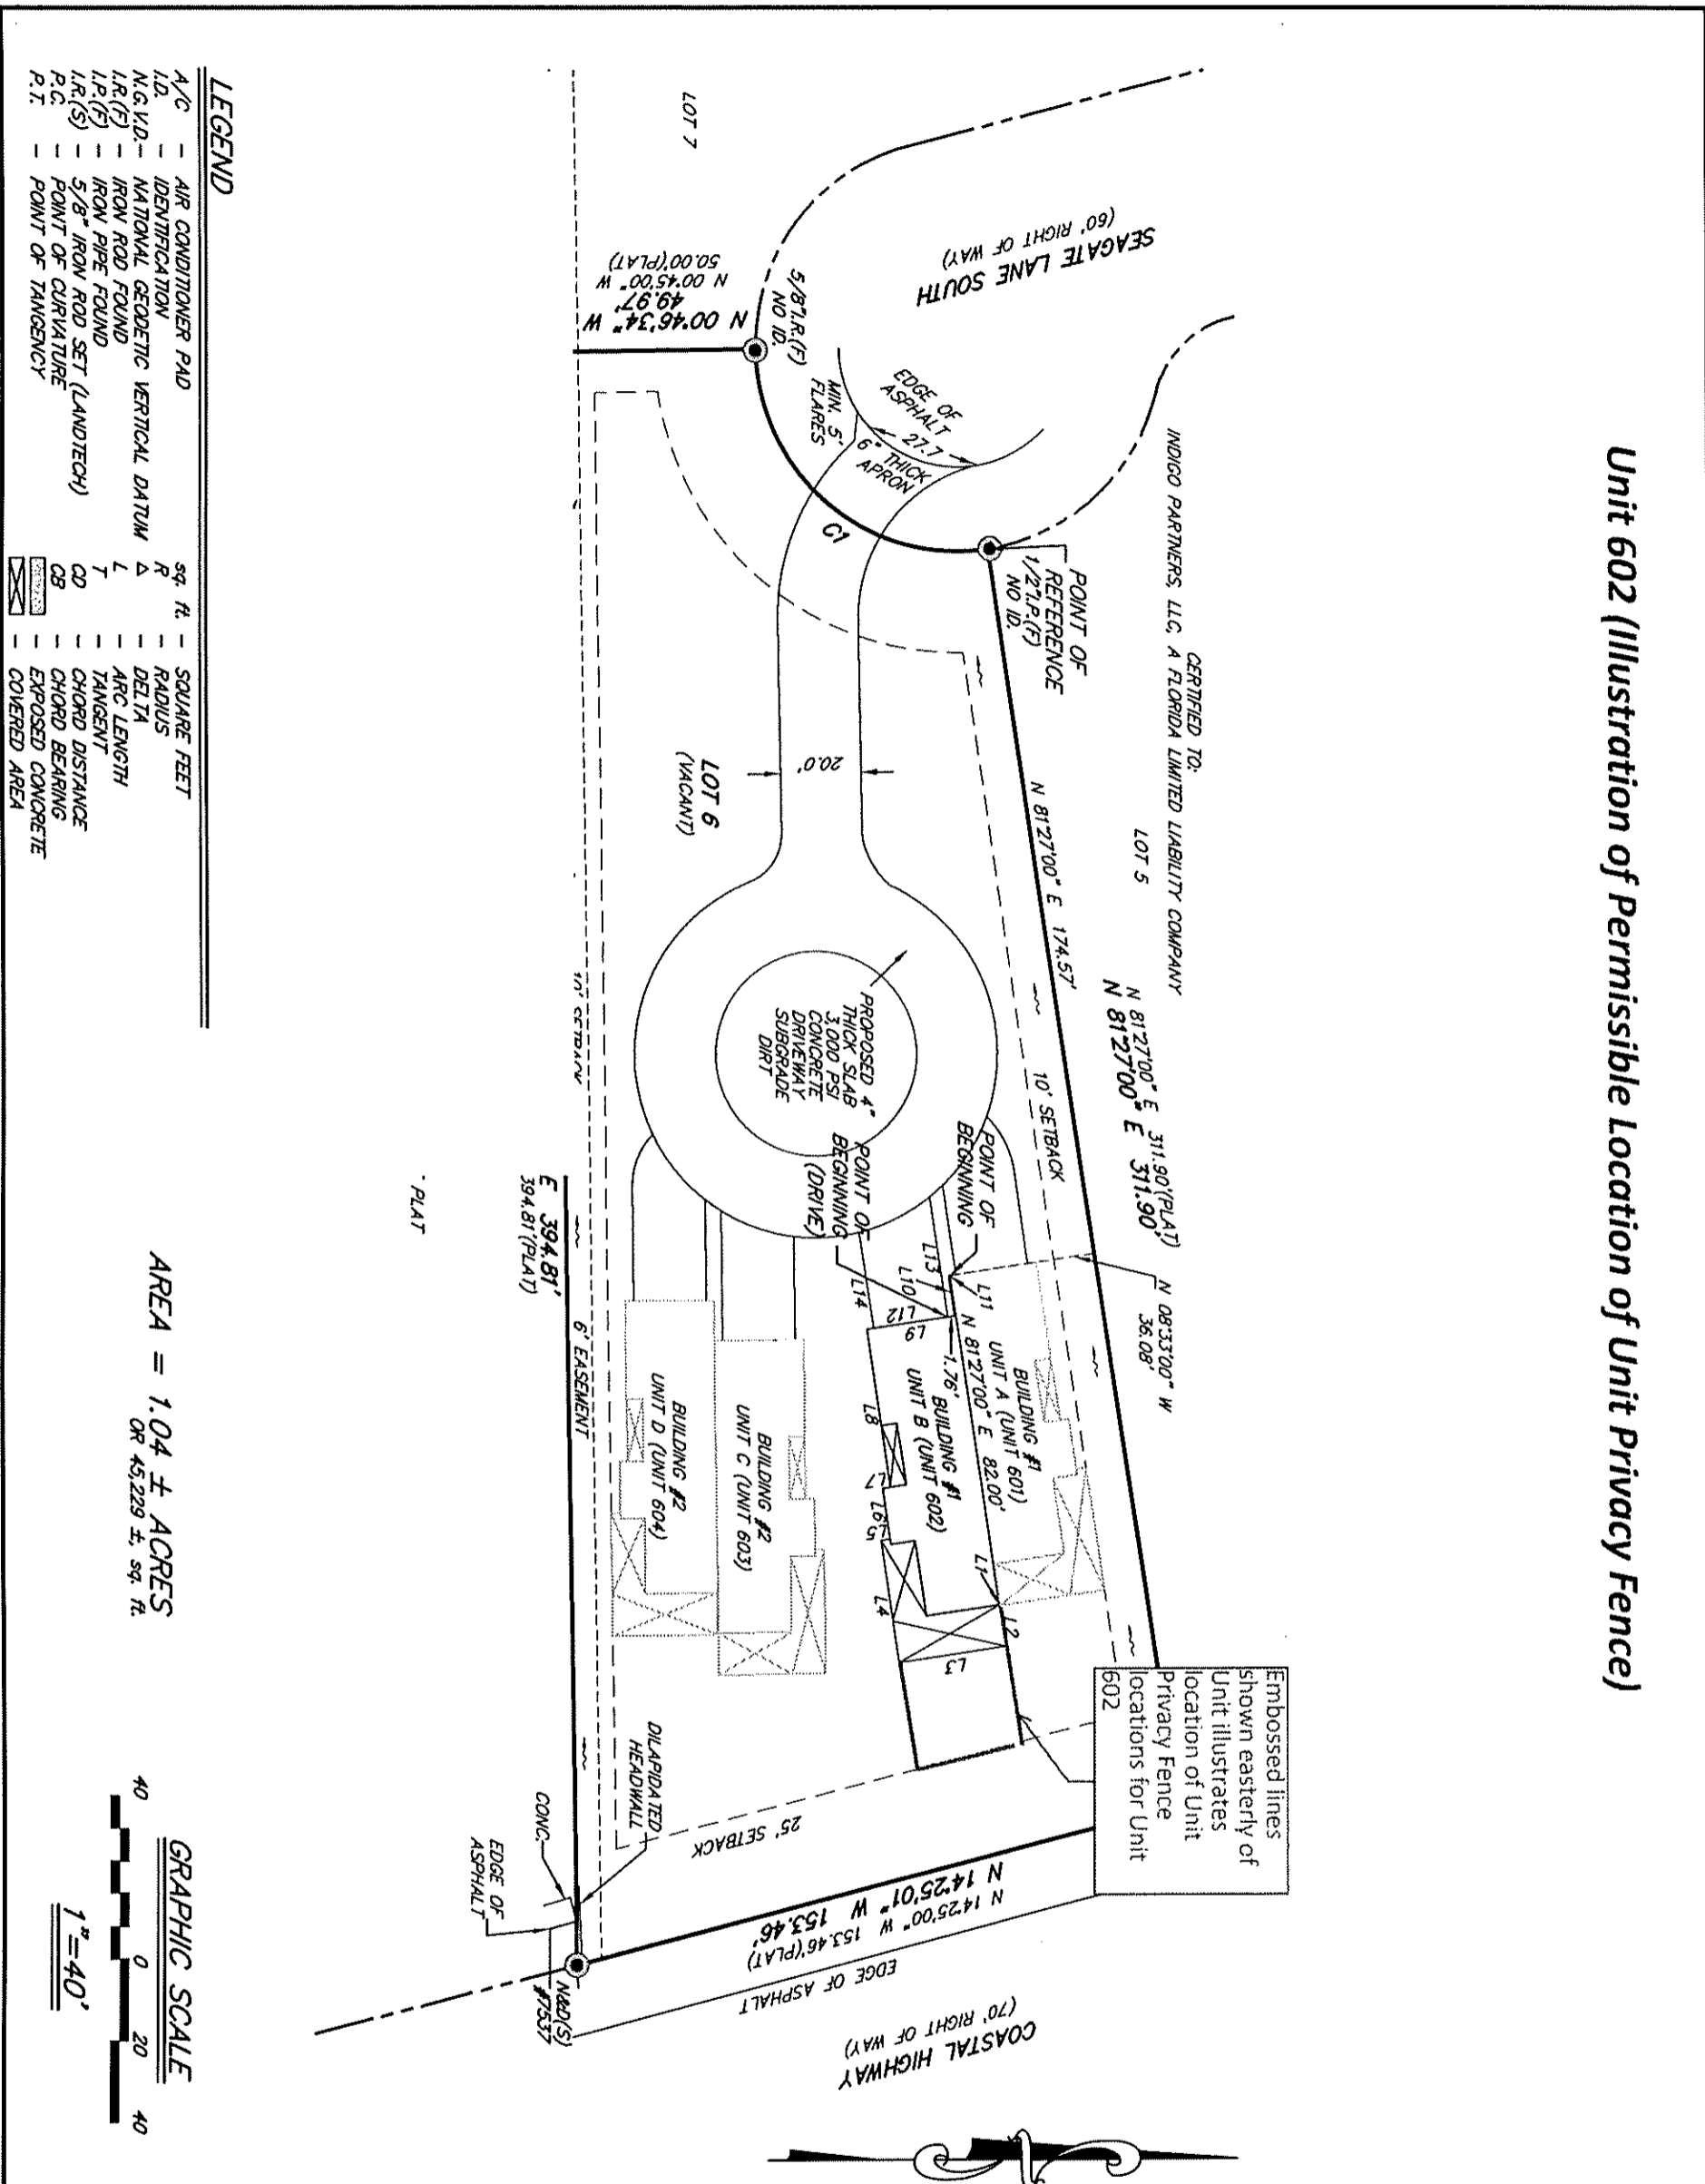 Unit 602 (Illustration of Permissible Location of Unit Privacy Fence)
CERTIFIED TO:
INDIGO PARTNERS, LLC, A FLORIDA LIMITED LIABILITY COMPANY
SEAGATE LANE SOUTH
(60' RIGHT OF WAY)
LOT 5
POINT OF
REFERENCE
1/2"I.P.(F)
NO ID.
N 81°27'00" E 174.57'
N 81°27'00" E 311.90'(PLAT)
N 81°27'00" E 311.90'
10' SETBACK
N 08°33'00" W
36.08'
Embossed lines
shown easterly of
Unit illustrates
location of Unit
Privacy Fence
locations for Unit
602
EDGE OF
ASPHALT
27.7
6" THICK
APRON
MIN. 5'
FLARES
C1
5/8"I.R.(F)
NO ID.
N 00°46'34" W
49.97'
N 00°45'00" W
50.00'(PLAT)
LOT 7
20.0'
LOT 6
(VACANT)
PROPOSED 4"
THICK SLAB
3,000 PSI
CONCRETE
DRIVEWAY
SUBGRADE
DIRT
POINT OF
BEGINNING
POINT OF
BEGINNING
(DRIVE)
L13
L10
L11
L12
L14
L9
1.76'
N 81°27'00" E 82.00'
BUILDING #1
UNIT A (UNIT 601)
BUILDING #1
UNIT B (UNIT 602)
L8
L7
L6
L5
L4
L1
L2
L3
BUILDING #2
UNIT C (UNIT 603)
BUILDING #2
UNIT D (UNIT 604)
10' SETBACK
E 394.81'
394.81'(PLAT)
6' EASEMENT
DILAPIDATED
HEADWALL
CONC.
EDGE OF
ASPHALT
25' SETBACK
N 14°25'01" W 153.46'
N 14°25'00" W 153.46'(PLAT)
EDGE OF ASPHALT
N&D(S)
#7537
COASTAL HIGHWAY
(70' RIGHT OF WAY)
PLAT
AREA = 1.04 ± ACRES
OR 45,229 ± sq. ft.
LEGEND
A/C - AIR CONDITIONER PAD
I.D. - IDENTIFICATION
N.G.V.D.- NATIONAL GEODETIC VERTICAL DATUM
I.R.(F) - IRON ROD FOUND
I.P.(F) - IRON PIPE FOUND
I.R.(S) - 5/8" IRON ROD SET (LANDTECH)
P.C. - POINT OF CURVATURE
P.T. - POINT OF TANGENCY
sq. ft. - SQUARE FEET
R - RADIUS
Δ - DELTA
L - ARC LENGTH
T - TANGENT
CD - CHORD DISTANCE
CB - CHORD BEARING
- EXPOSED CONCRETE
- COVERED AREA
GRAPHIC SCALE
40 0 20 40
1"=40'